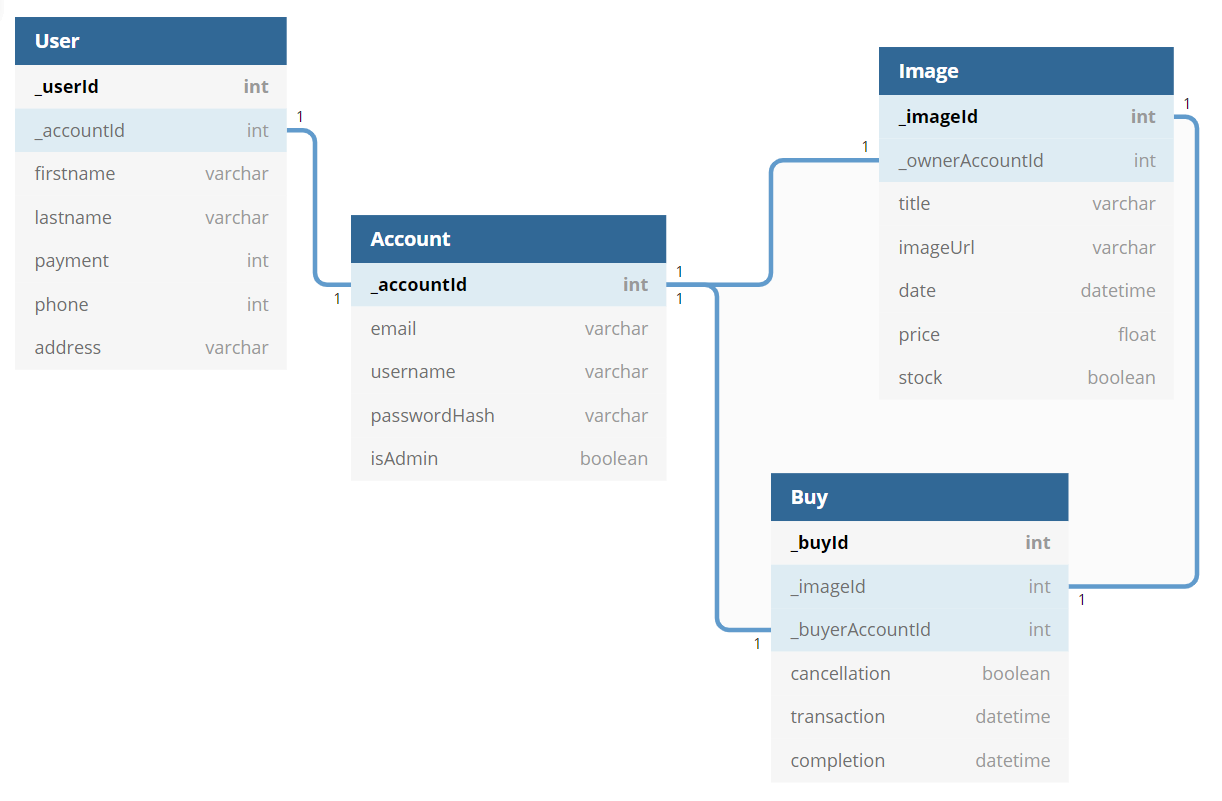 User
_userId int
_accountId int
firstname varchar
lastname varchar
payment int
phone int
address varchar
1
1
Account
_accountId int
email varchar
username varchar
passwordHash varchar
isAdmin boolean
1
1
1
Image
_imageId int
_ownerAccountId int
title varchar
imageUrl varchar
date datetime
price float
stock boolean
1
Buy
_buyId int
_imageId int
_buyerAccountId int
cancellation boolean
transaction datetime
completion datetime
1
1